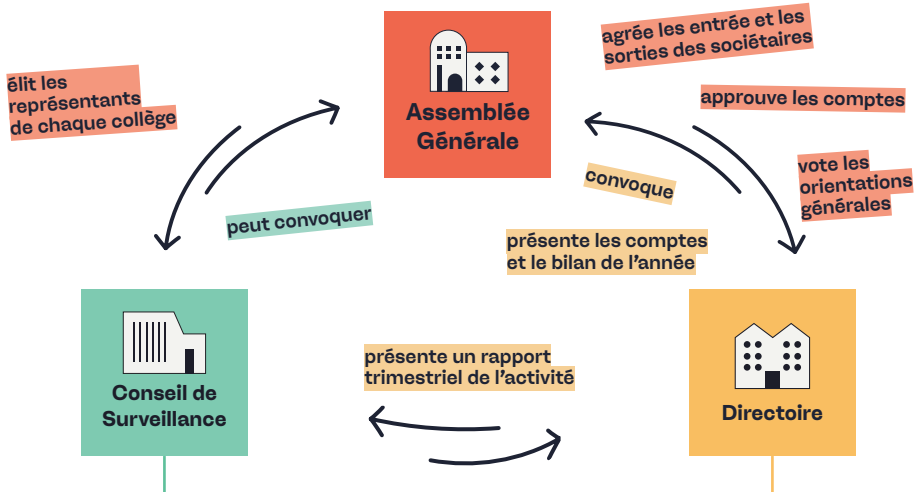 agrée les entrée et les
sorties des sociétaires
élit les
représentants
de chaque collège
approuve les comptes
Assemblée
Générale
vote les
orientations
générales
convoque
peut convoquer
présente les comptes
et le bilan de l’année
présente un rapport
trimestriel de l’activité
Conseil de
Surveillance
Directoire